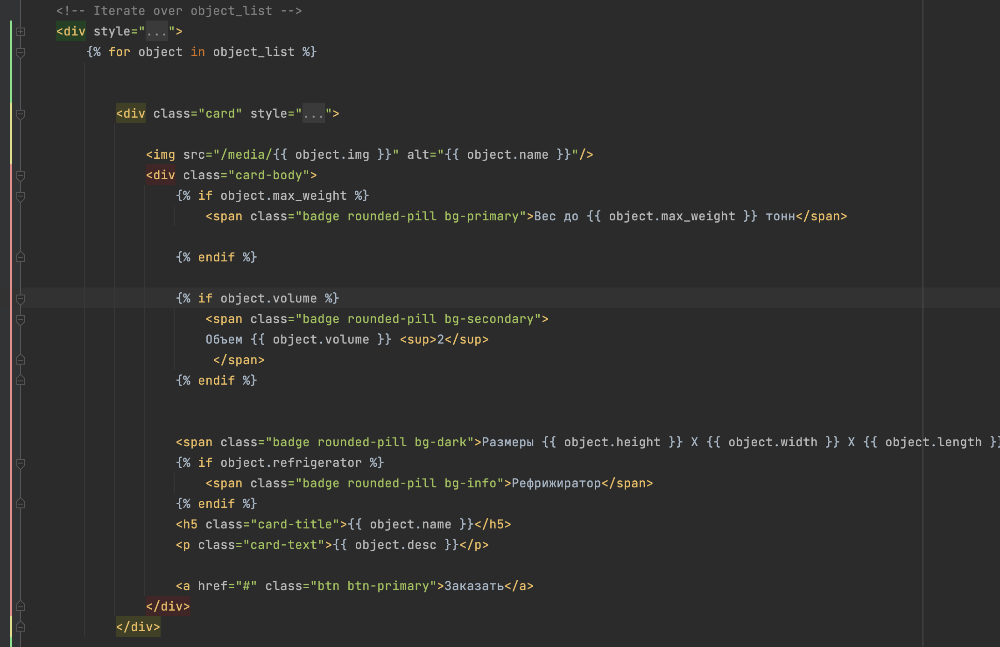 <!-- Iterate over object_list -->
<div style="...">
{% for object in object_list %}
<div class="card" style="...">
<img src="/media/{{ object.img }}" alt="{{ object.name }}"/>
<div class="card-body">
{% if object.max_weight %}
<span class="badge rounded-pill bg-primary">Вес до {{ object.max_weight }} тонн</span>
{% endif %}
{% if object.volume %}
<span class="badge rounded-pill bg-secondary">
Объем {{ object.volume }} <sup>2</sup>
</span>
{% endif %}
<span class="badge rounded-pill bg-dark">Размеры {{ object.height }} X {{ object.width }} X {{ object.length }}
{% if object.refrigerator %}
<span class="badge rounded-pill bg-info">Рефрижиратор</span>
{% endif %}
<h5 class="card-title">{{ object.name }}</h5>
<p class="card-text">{{ object.desc }}</p>
<a href="#" class="btn btn-primary">Заказать</a>
</div>
</div>